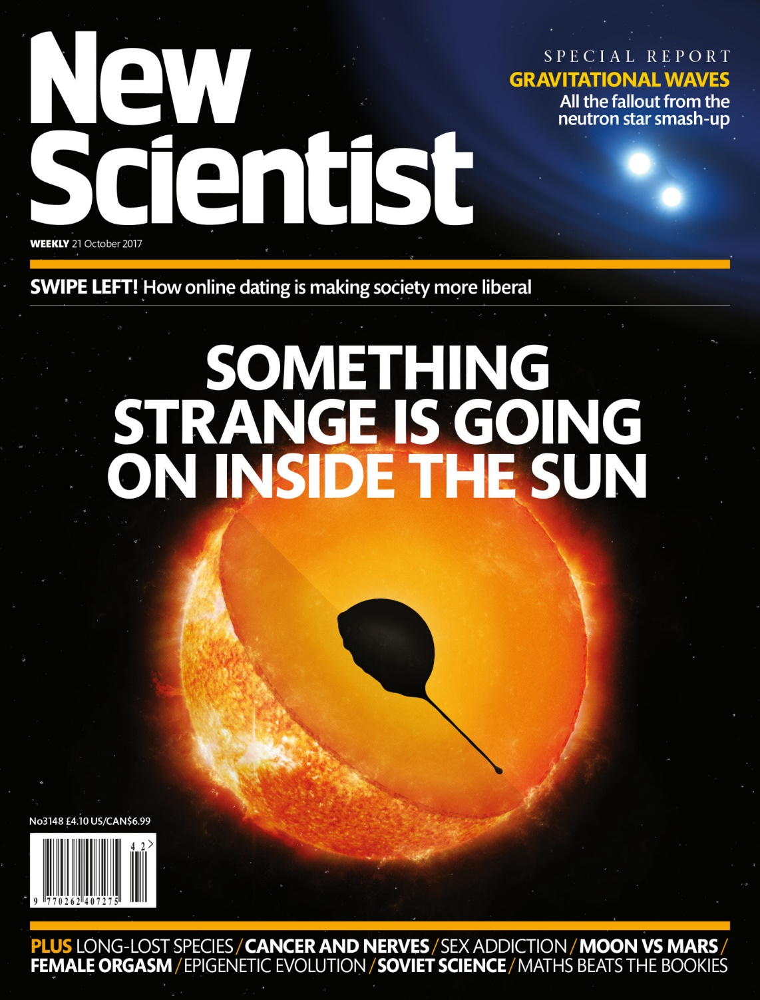 New
Scientist
SPECIAL REPORT
GRAVITATIONAL WAVES
All the fallout from the
neutron star smash-up
WEEKLY 21 October 2017
SWIPE LEFT! How online dating is making society more liberal
SOMETHING
STRANGE IS GOING
ON INSIDE THE SUN
No3148 £4.10 US/CAN$6.99
4 2 >
9 770262 407275
PLUS LONG-LOST SPECIES / CANCER AND NERVES / SEX ADDICTION / MOON VS MARS /
FEMALE ORGASM / EPIGENETIC EVOLUTION / SOVIET SCIENCE / MATHS BEATS THE BOOKIES